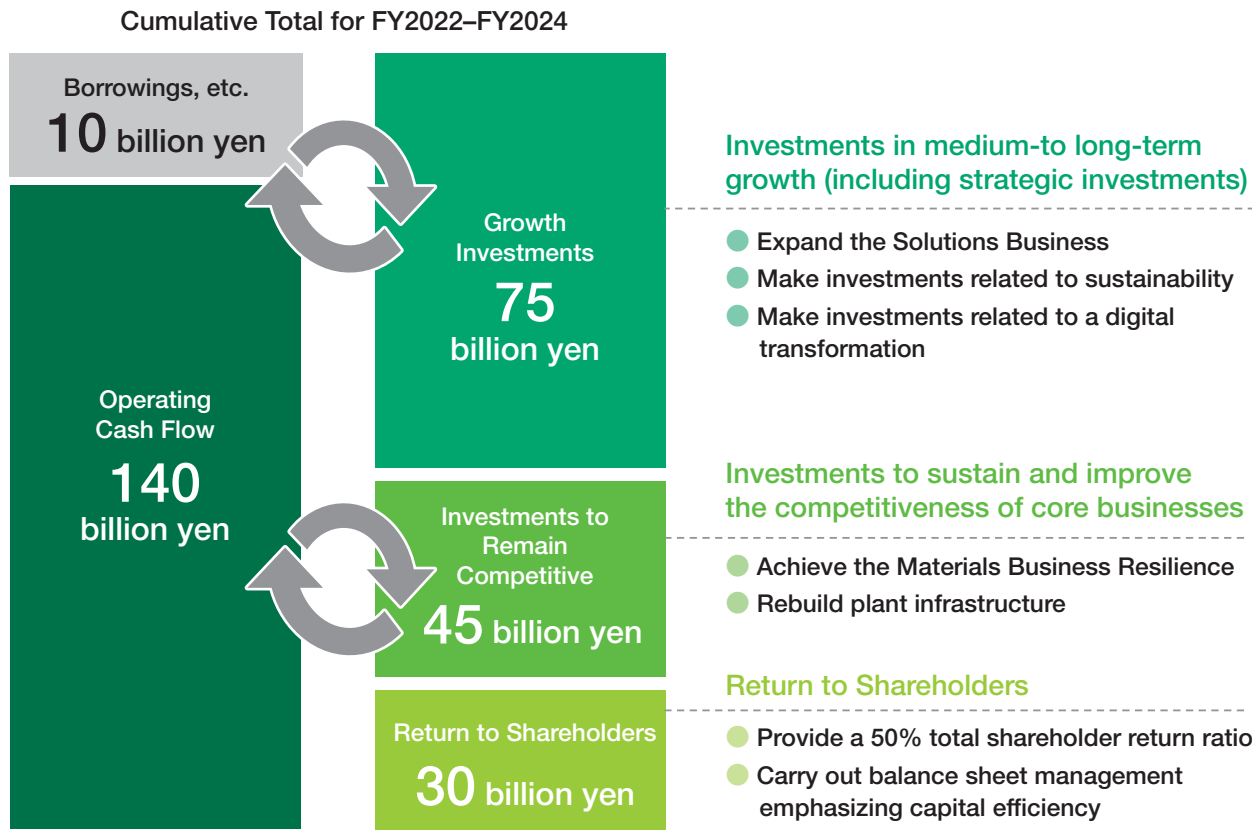 Cumulative Total for FY2022–FY2024
Borrowings, etc.
10 billion yen
Operating
Cash Flow
140
billion yen
Growth
Investments
75
billion yen
Investments to
Remain
Competitive
45 billion yen
Return to Shareholders
30 billion yen
Investments in medium-to long-term
growth (including strategic investments)
Expand the Solutions Business
Make investments related to sustainability
Make investments related to a digital
transformation
Investments to sustain and improve
the competitiveness of core businesses
Achieve the Materials Business Resilience
Rebuild plant infrastructure
Return to Shareholders
Provide a 50% total shareholder return ratio
Carry out balance sheet management
emphasizing capital efficiency